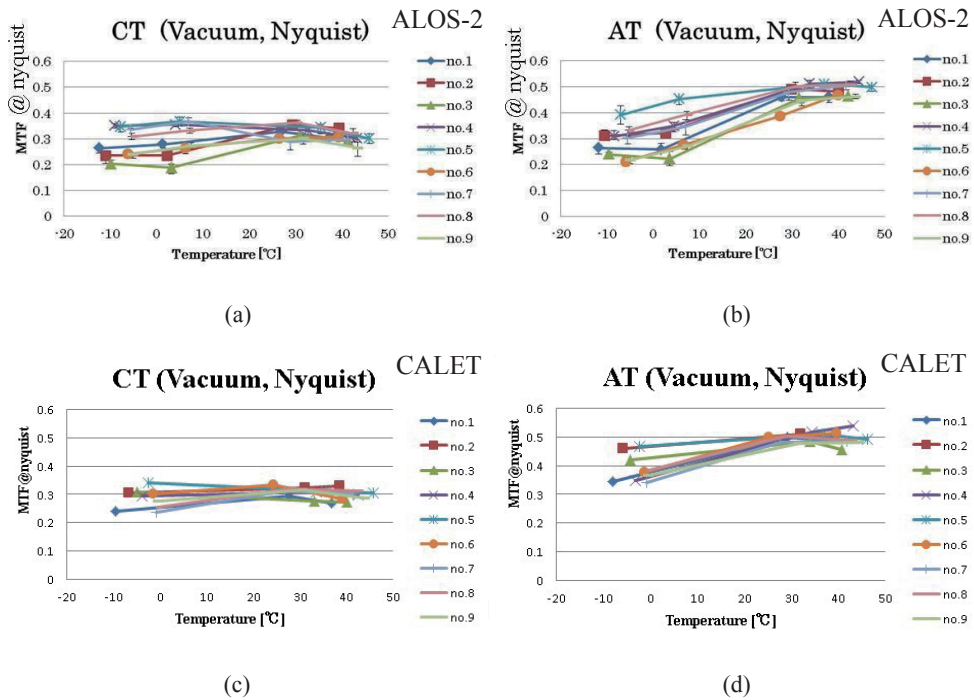 CT (Vacuum, Nyquist) ALOS-2
MTF @ nyquist
0.6
0.5
0.4
0.3
0.2
0.1
0
-20 -10 0 10 20 30 40 50
Temperature [℃]
no.1
no.2
no.3
no.4
no.5
no.6
no.7
no.8
no.9
(a)
AT (Vacuum, Nyquist) ALOS-2
MTF @ nyquist
0.6
0.5
0.4
0.3
0.2
0.1
0
-20 -10 0 10 20 30 40 50
Temperature [℃]
no.1
no.2
no.3
no.4
no.5
no.6
no.7
no.8
no.9
(b)
CT (Vacuum, Nyquist) CALET
MTF@nyquist
0.6
0.5
0.4
0.3
0.2
0.1
0
-20 -10 0 10 20 30 40 50
Temperature [℃]
no.1
no.2
no.3
no.4
no.5
no.6
no.7
no.8
no.9
(c)
AT (Vacuum, Nyquist) CALET
MTF@nyquist
0.6
0.5
0.4
0.3
0.2
0.1
0
-20 -10 0 10 20 30 40 50
Temperature [℃]
no.1
no.2
no.3
no.4
no.5
no.6
no.7
no.8
no.9
(d)